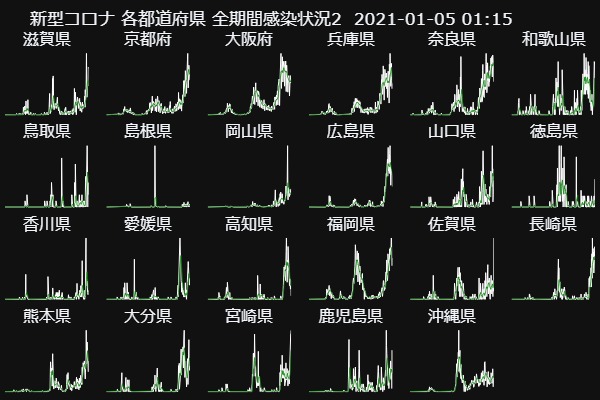 新型コロナ 各都道府県 全期間感染状況2 2021-01-05 01:15
滋賀県 京都府 大阪府 兵庫県 奈良県 和歌山県
鳥取県 島根県 岡山県 広島県 山口県 徳島県
香川県 愛媛県 高知県 福岡県 佐賀県 長崎県
熊本県 大分県 宮崎県 鹿児島県 沖縄県